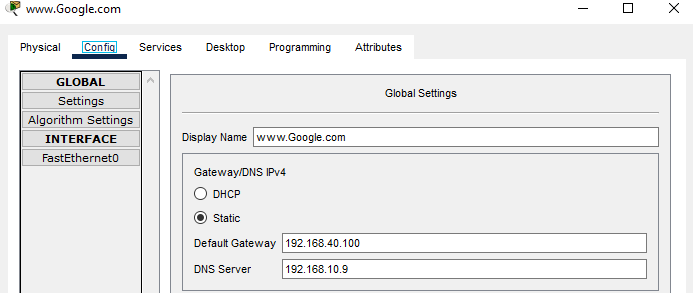 www.Google.com
Physical Config Services Desktop Programming Attributes
GLOBAL
Settings
Algorithm Settings
INTERFACE
FastEthernet0
Global Settings
Display Name www.Google.com
Gateway/DNS IPv4
DHCP
Static
Default Gateway 192.168.40.100
DNS Server 192.168.10.9